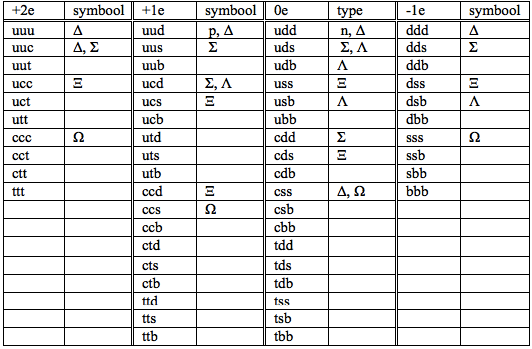 +2e symbool +1e symbool 0e type -1e symbool
uuu Δ uud p, Δ udd n, Δ ddd Δ
uuc Δ, Σ uus Σ uds Σ, Λ dds Σ
uut uub udb Λ ddb
ucc Ξ ucd Σ, Λ uss Ξ dss Ξ
uct ucs Ξ usb Λ dsb Λ
utt ucb ubb dbb
ccc Ω utd cdd Σ sss Ω
cct uts cds Ξ ssb
ctt utb cdb sbb
ttt ccd Ξ css Δ, Ω bbb
ccs Ω csb
ccb cbb
ctd tdd
cts tds
ctb tdb
ttd tss
tts tsb
ttb tbb